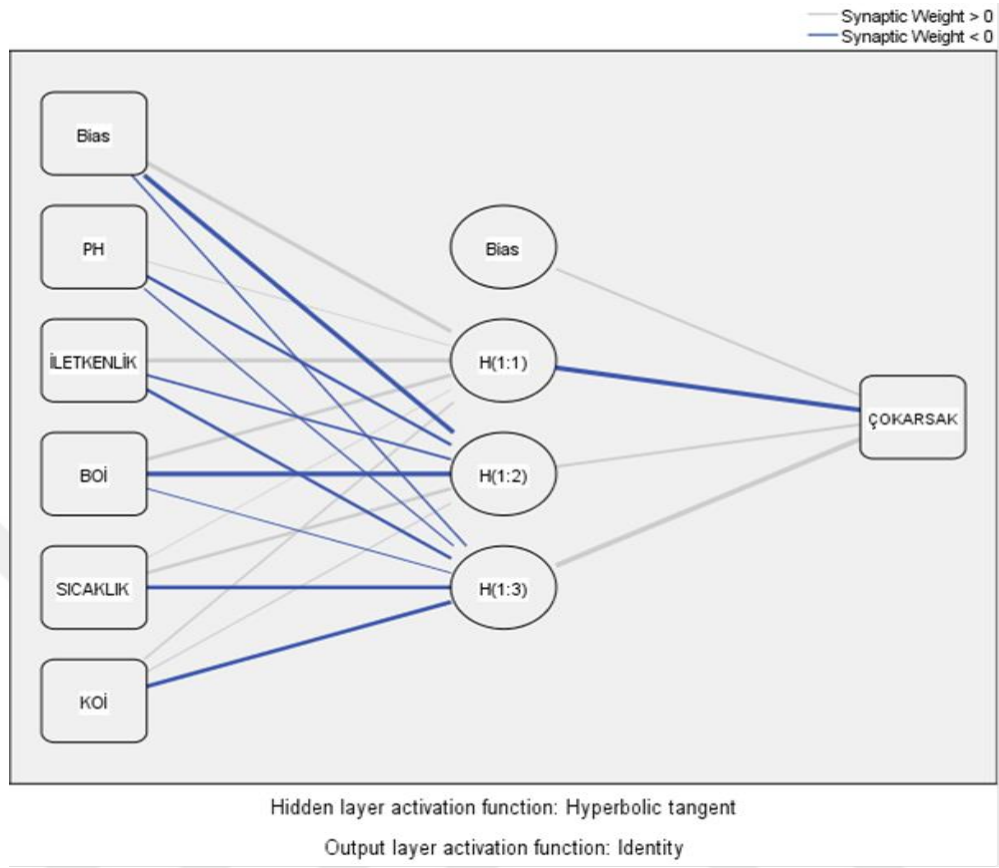 Synaptic Weight > 0
Synaptic Weight < 0
Bias
PH
İLETKENLİK
BOİ
SICAKLIK
KOİ
Bias
H(1:1)
H(1:2)
H(1:3)
ÇOKARSAK
Hidden layer activation function: Hyperbolic tangent
Output layer activation function: Identity